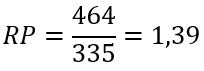 RP = 464/335 = 1,39